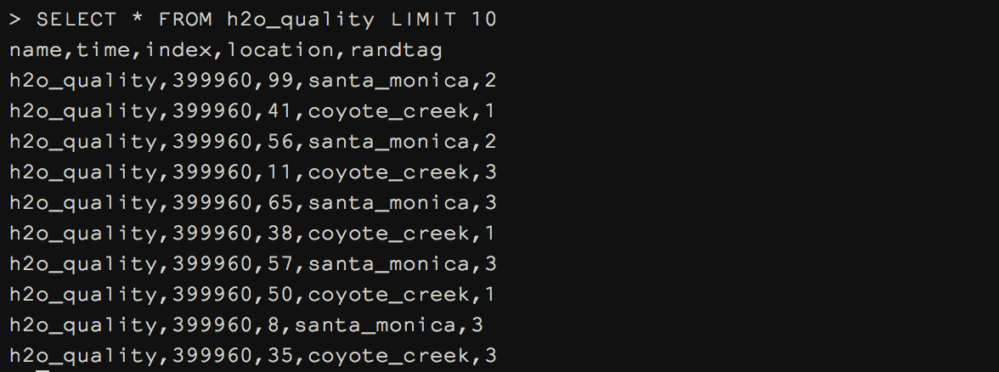 > SELECT * FROM h2o_quality LIMIT 10
name,time,index,location,randtag
h2o_quality,399960,99,santa_monica,2
h2o_quality,399960,41,coyote_creek,1
h2o_quality,399960,56,santa_monica,2
h2o_quality,399960,11,coyote_creek,3
h2o_quality,399960,65,santa_monica,3
h2o_quality,399960,38,coyote_creek,1
h2o_quality,399960,57,santa_monica,3
h2o_quality,399960,50,coyote_creek,1
h2o_quality,399960,8,santa_monica,3
h2o_quality,399960,35,coyote_creek,3